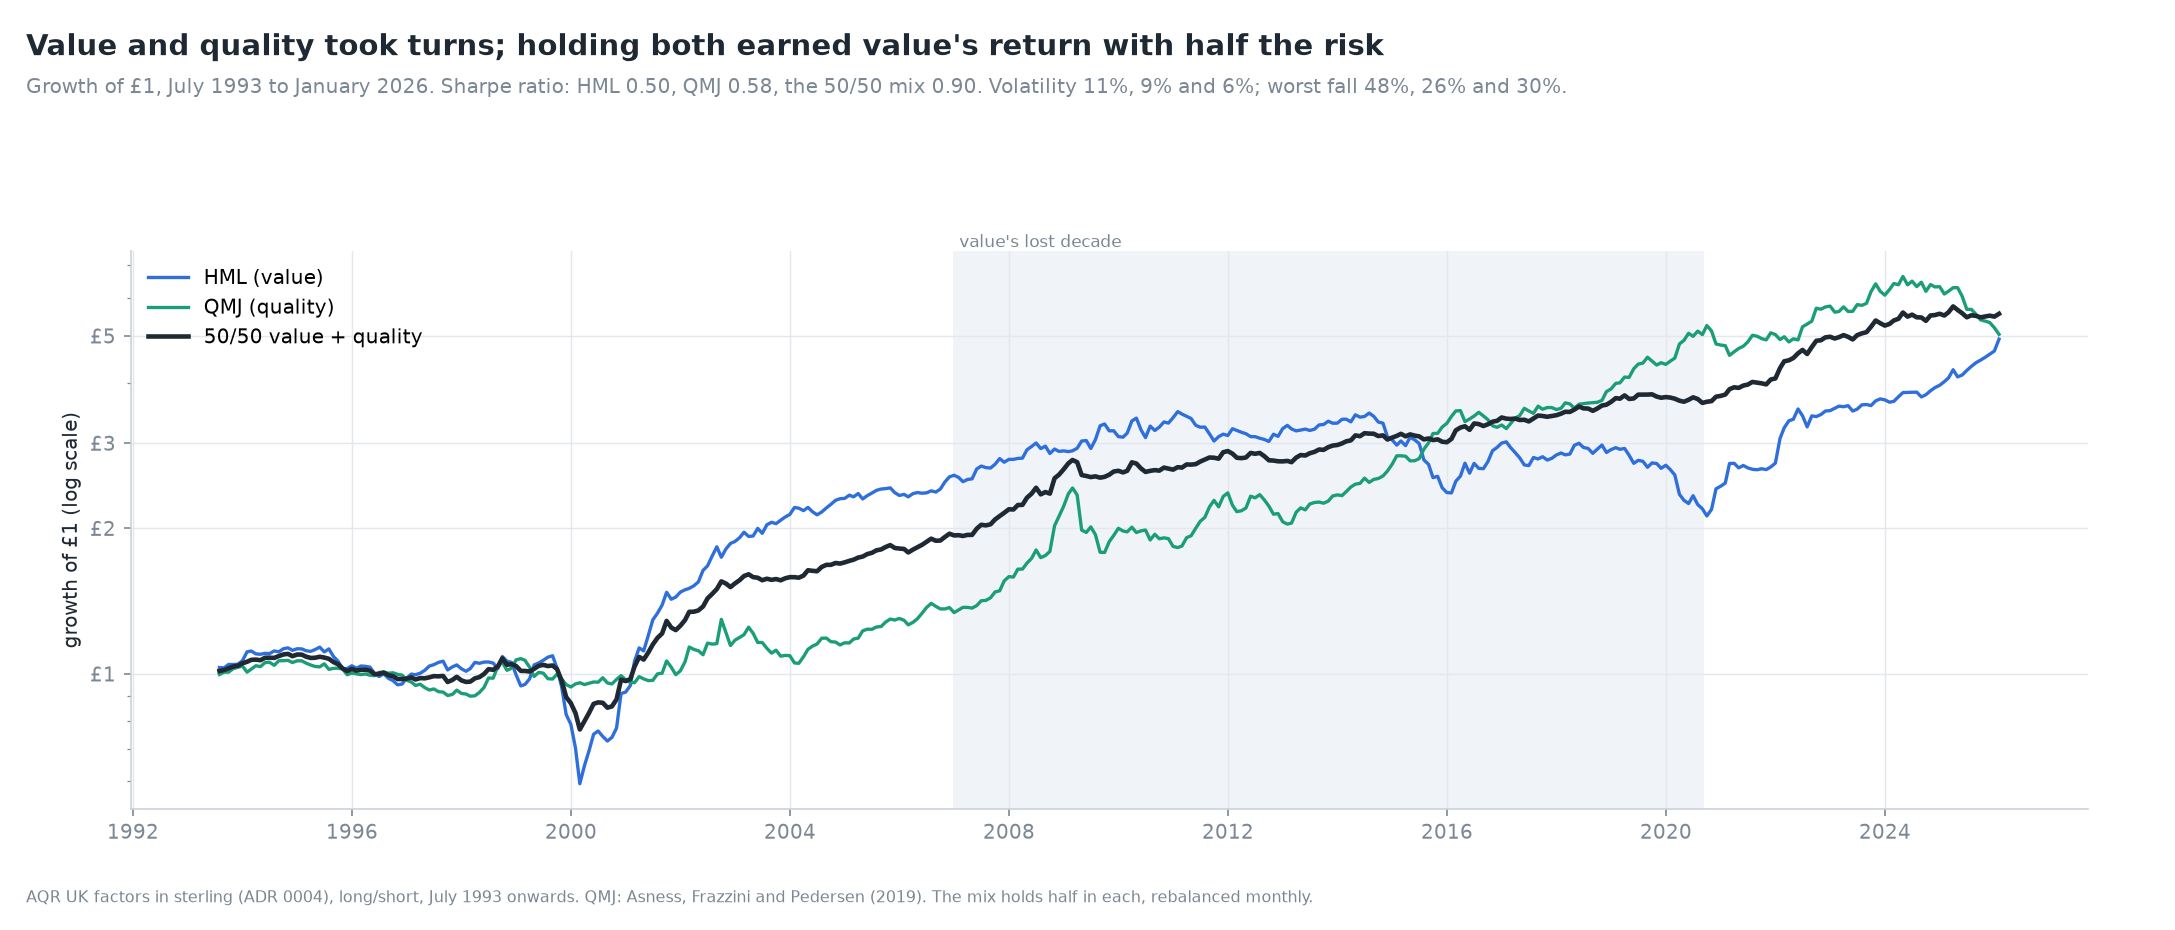 Value and quality took turns; holding both earned value's return with half the risk
Growth of £1, July 1993 to January 2026. Sharpe ratio: HML 0.50, QMJ 0.58, the 50/50 mix 0.90. Volatility 11%, 9% and 6%; worst fall 48%, 26% and 30%.
value's lost decade
HML (value)
QMJ (quality)
50/50 value + quality
growth of £1 (log scale)
£5
£3
£2
£1
1992 1996 2000 2004 2008 2012 2016 2020 2024
AQR UK factors in sterling (ADR 0004), long/short, July 1993 onwards. QMJ: Asness, Frazzini and Pedersen (2019). The mix holds half in each, rebalanced monthly.